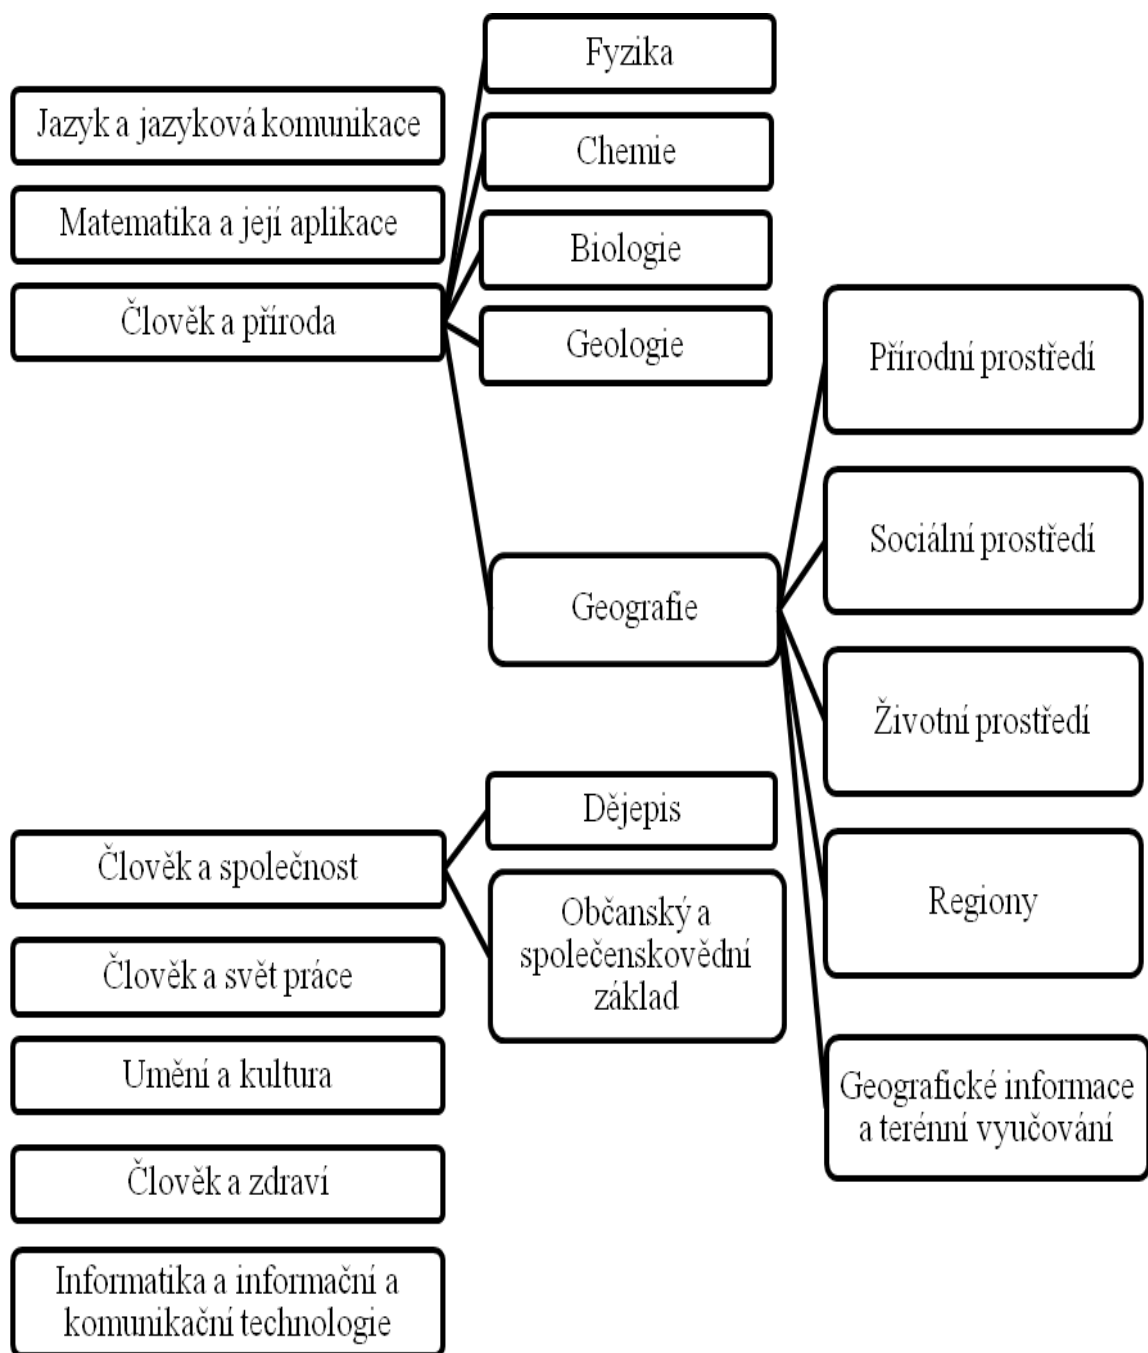 Jazyk a jazyková komunikace
Matematika a její aplikace
Člověk a příroda
Člověk a společnost
Člověk a svět práce
Umění a kultura
Člověk a zdraví
Informatika a informační a
komunikační technologie
Fyzika
Chemie
Biologie
Geologie
Geografie
Dějepis
Občanský a
společenskovědní
základ
Přírodní prostředí
Sociální prostředí
Životní prostředí
Regiony
Geografické informace
a terénní vyučování